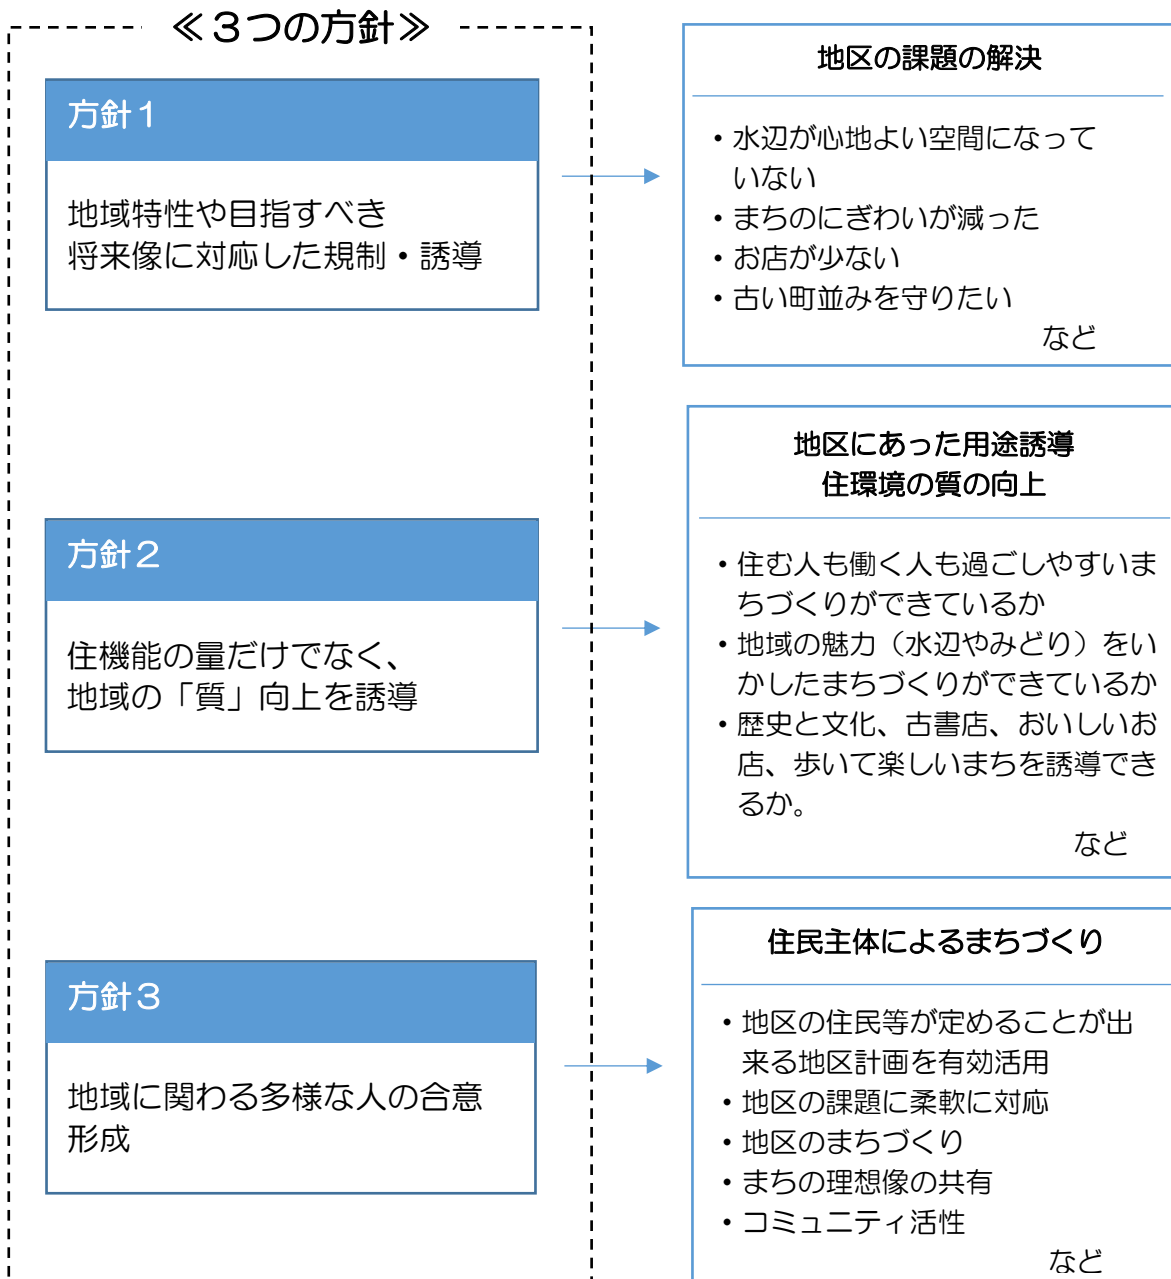 ≪３つの方針≫
方針１
地域特性や目指すべき
将来像に対応した規制・誘導
地区の課題の解決
・水辺が心地よい空間になって
いない
・まちのにぎわいが減った
・お店が少ない
・古い町並みを守りたい
など
方針２
住機能の量だけでなく、
地域の「質」向上を誘導
地区にあった用途誘導
住環境の質の向上
・住む人も働く人も過ごしやすいま
ちづくりができているか
・地域の魅力（水辺やみどり）をい
かしたまちづくりができているか
・歴史と文化、古書店、おいしいお
店、歩いて楽しいまちを誘導でき
るか。
など
方針３
地域に関わる多様な人の合意
形成
住民主体によるまちづくり
・地区の住民等が定めることが出
来る地区計画を有効活用
・地区の課題に柔軟に対応
・地区のまちづくり
・まちの理想像の共有
・コミュニティ活性
など